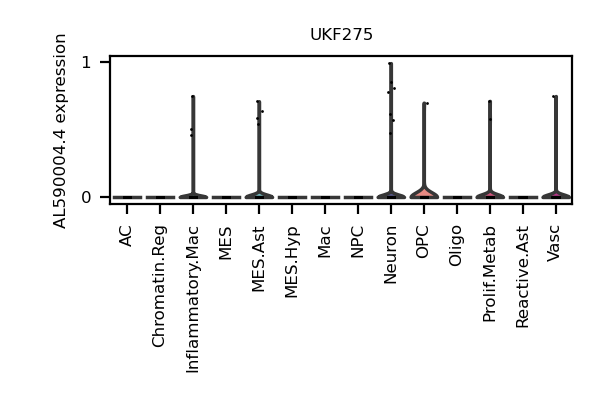 UKF275
AL590004.4 expression
1
0
AC
Chromatin.Reg
Inflammatory.Mac
MES
MES.Ast
MES.Hyp
Mac
NPC
Neuron
OPC
Oligo
Prolif.Metab
Reactive.Ast
Vasc